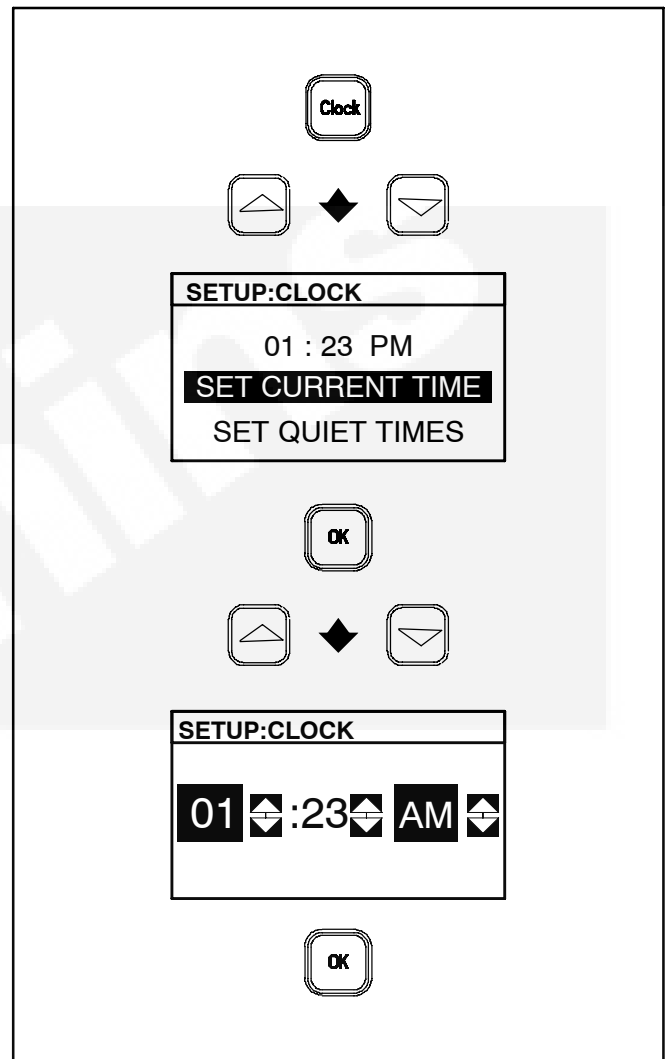 Clock
SETUP:CLOCK
01 : 23 PM
SET CURRENT TIME
SET QUIET TIMES
OK
SETUP:CLOCK
01 :23 AM
OK